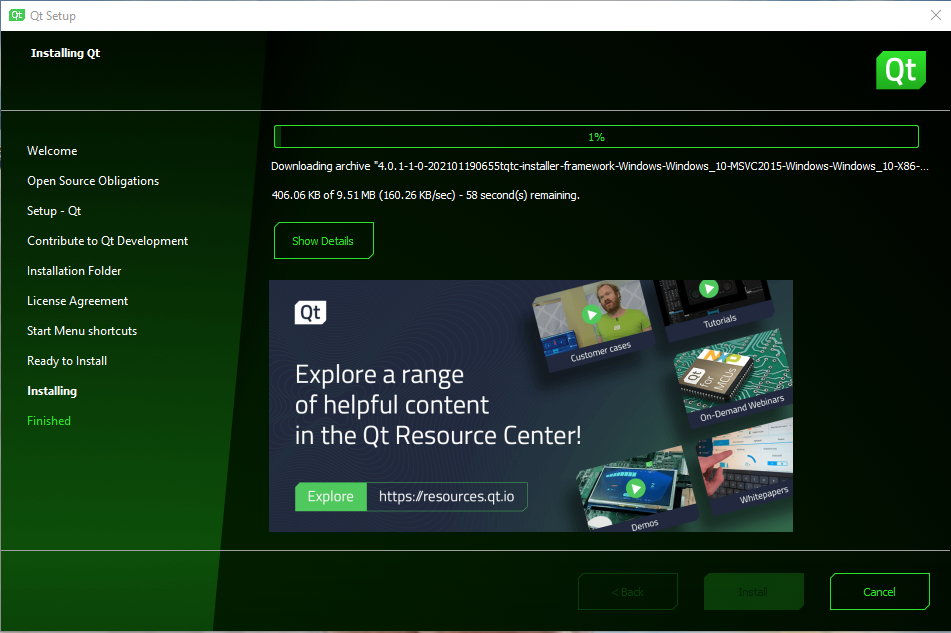 Qt Qt Setup
Installing Qt
Qt
Welcome
Open Source Obligations
Setup - Qt
Contribute to Qt Development
Installation Folder
License Agreement
Start Menu shortcuts
Ready to Install
Installing
Finished
1%
Downloading archive "4.0.1-1-0-202101190655tqtc-installer-framework-Windows-Windows_10-MSVC2015-Windows-Windows_10-X86-...
406.06 KB of 9.51 MB (160.26 KB/sec) - 58 second(s) remaining.
Show Details
Qt
Explore a range
of helpful content
in the Qt Resource Center!
Explore https://resources.qt.io
Customer cases
Tutorials
Qt
for
MCUs
On-Demand Webinars
Whitepapers
Demos
< Back
Install
Cancel